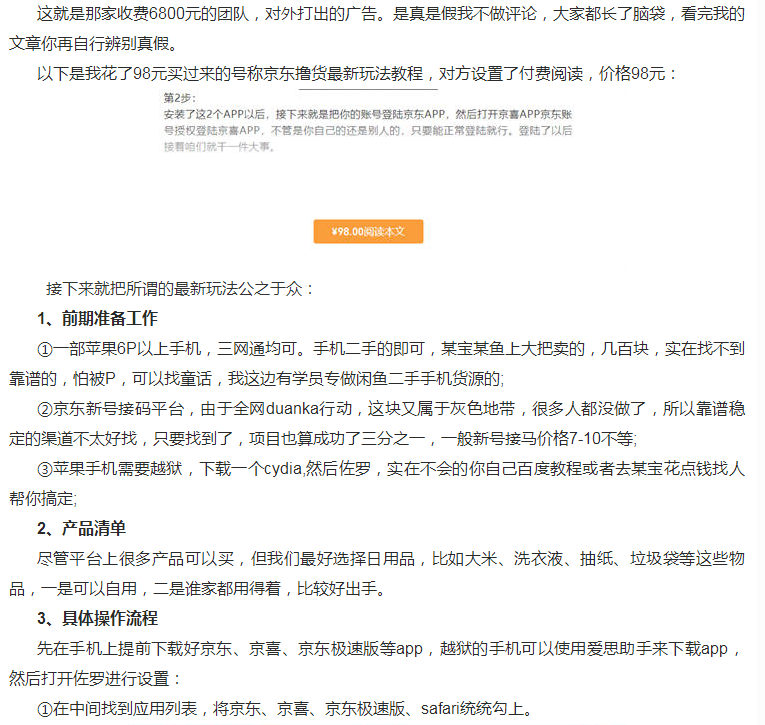 这就是那家收费6800元的团队，对外打出的广告。是真是假我不做评论，大家都长了脑袋，看完我的
文章你再自行辨别真假。
以下是我花了98元买过来的号称京东撸货最新玩法教程，对方设置了付费阅读，价格98元：
第2步：
安装了这2个APP以后，接下来就是把你的账号登陆京东APP，然后打开京喜APP京东账
号授权登陆京喜APP，不管是你自己的还是别人的，只要能正常登陆就行。登陆了以后
接着咱们就干一件大事。
¥98.00阅读本文
接下来就把所谓的最新玩法公之于众：
1、前期准备工作
①一部苹果6P以上手机，三网通均可。手机二手的即可，某宝某鱼上大把卖的，几百块，实在找不到
靠谱的，怕被P，可以找童话，我这边有学员专做闲鱼二手手机货源的;
②京东新号接码平台，由于全网duanka行动，这块又属于灰色地带，很多人都没做了，所以靠谱稳
定的渠道不太好找，只要找到了，项目也算成功了三分之一，一般新号接马价格7-10不等;
③苹果手机需要越狱，下载一个cydia,然后佐罗，实在不会的你自己百度教程或者去某宝花点钱找人
帮你搞定;
2、产品清单
尽管平台上很多产品可以买，但我们最好选择日用品，比如大米、洗衣液、抽纸、垃圾袋等这些物
品，一是可以自用，二是谁家都用得着，比较好出手。
3、具体操作流程
先在手机上提前下载好京东、京喜、京东极速版等app，越狱的手机可以使用爱思助手来下载app，
然后打开佐罗进行设置：
①在中间找到应用列表，将京东、京喜、京东极速版、safari统统勾上。